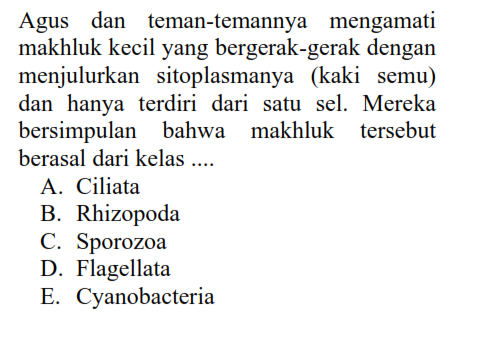 Agus dan teman-temannya mengamati
makhluk kecil yang bergerak-gerak dengan
menjulurkan sitoplasmanya (kaki semu)
dan hanya terdiri dari satu sel. Mereka
bersimpulan bahwa makhluk tersebut
berasal dari kelas ....
A. Ciliata
B. Rhizopoda
C. Sporozoa
D. Flagellata
E. Cyanobacteria